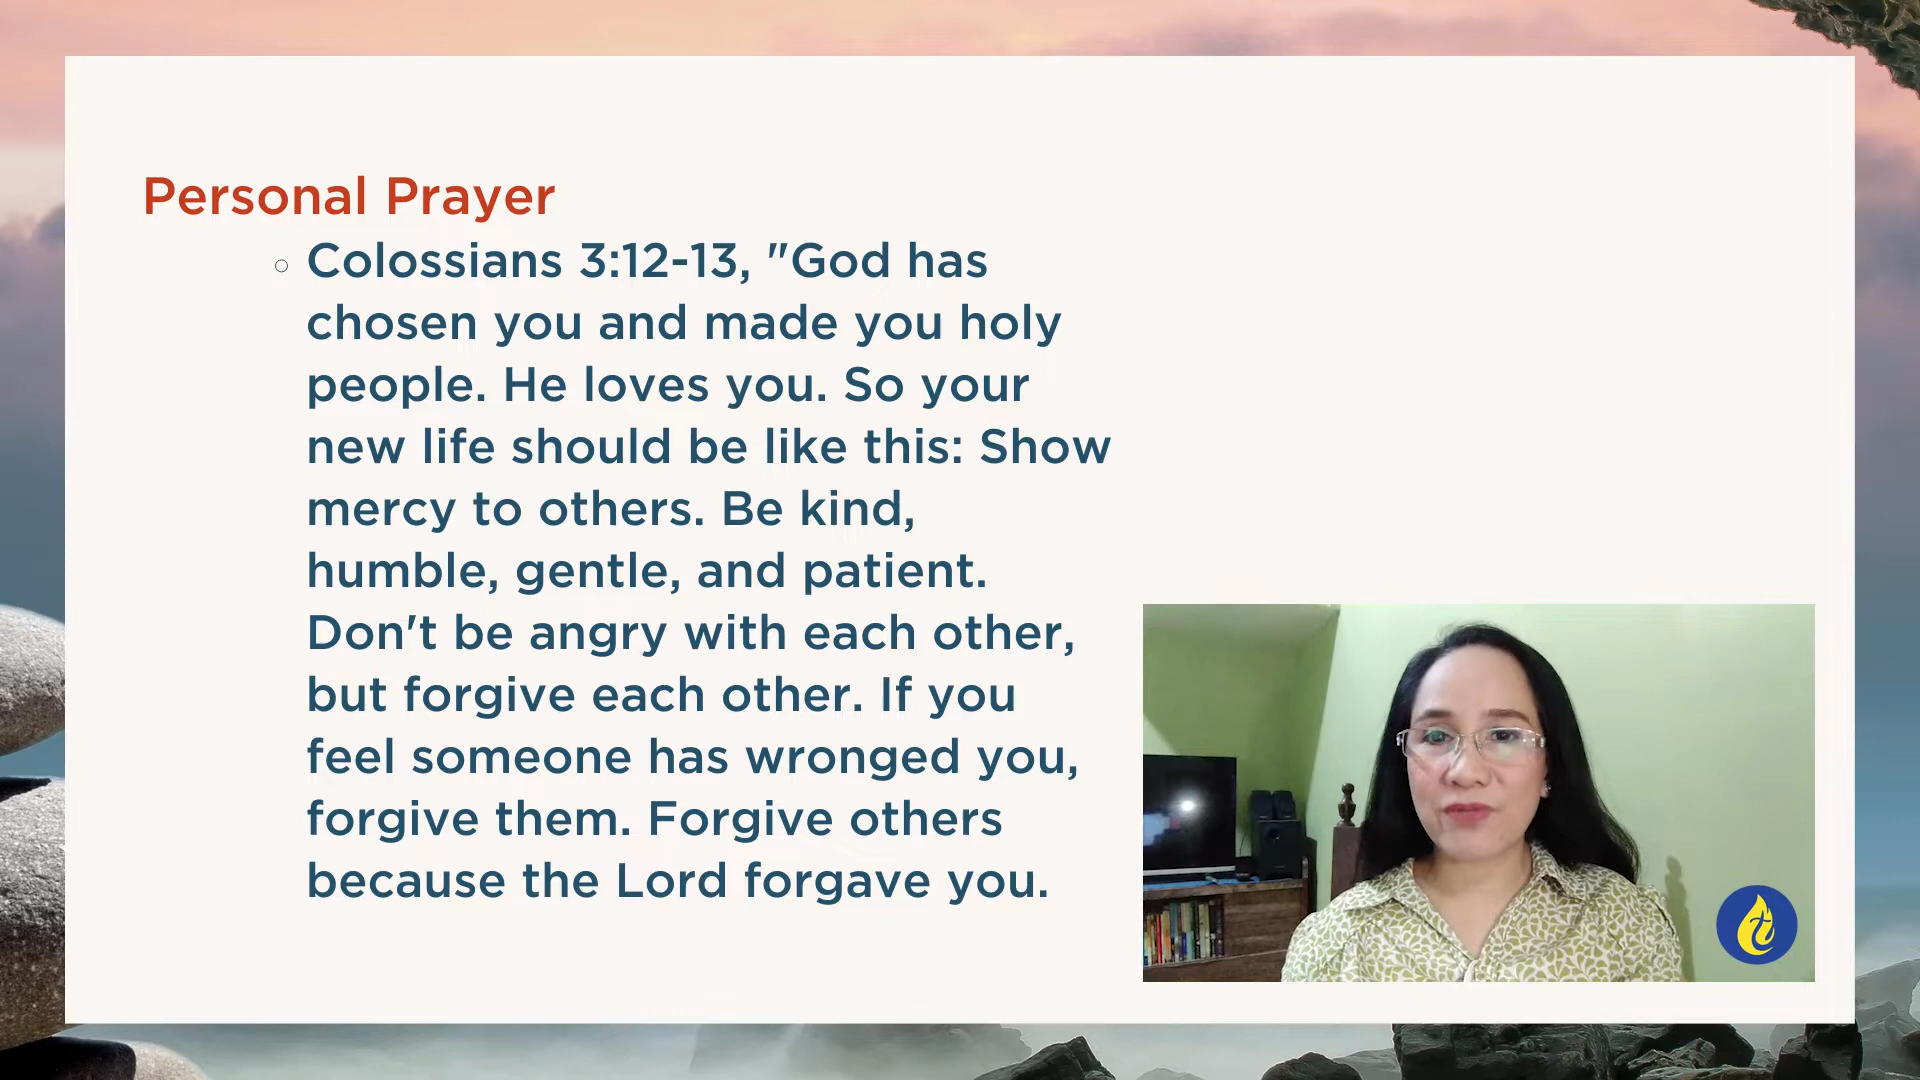 Personal Prayer
Colossians 3:12-13, "God has
chosen you and made you holy
people. He loves you. So your
new life should be like this: Show
mercy to others. Be kind,
humble, gentle, and patient.
Don't be angry with each other,
but forgive each other. If you
feel someone has wronged you,
forgive them. Forgive others
because the Lord forgave you.